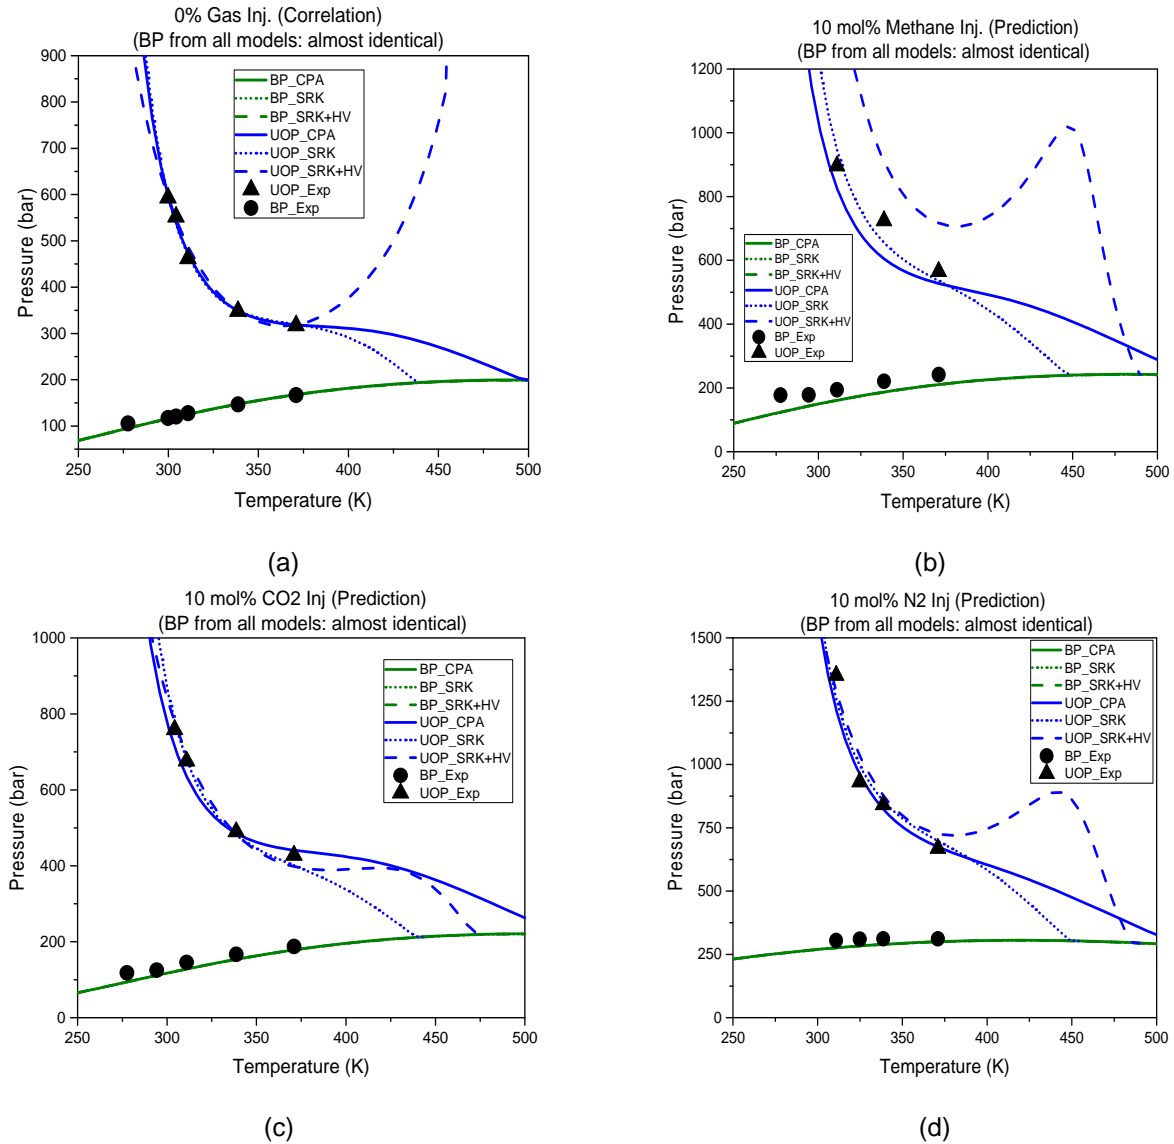 0% Gas Inj. (Correlation)
(BP from all models: almost identical)
900
800
700
600
500
400
300
200
100
250
300
350
400
450
500
Pressure (bar)
Temperature (K)
BP_CPA
BP_SRK
BP_SRK+HV
UOP_CPA
UOP_SRK
UOP_SRK+HV
UOP_Exp
BP_Exp
(a)
10 mol% Methane Inj. (Prediction)
(BP from all models: almost identical)
1200
1000
800
600
400
200
0
250
300
350
400
450
500
Pressure (bar)
Temperature (K)
BP_CPA
BP_SRK
BP_SRK+HV
UOP_CPA
UOP_SRK
UOP_SRK+HV
BP_Exp
UOP_Exp
(b)
10 mol% CO2 Inj (Prediction)
(BP from all models: almost identical)
1000
800
600
400
200
0
250
300
350
400
450
500
Pressure (bar)
Temperature (K)
BP_CPA
BP_SRK
BP_SRK+HV
UOP_CPA
UOP_SRK
UOP_SRK+HV
BP_Exp
UOP_Exp
(c)
10 mol% N2 Inj (Prediction)
(BP from all models: almost identical)
1500
1250
1000
750
500
250
0
250
300
350
400
450
500
Pressure (bar)
Temperature (K)
BP_CPA
BP_SRK
BP_SRK+HV
UOP_CPA
UOP_SRK
UOP_SRK+HV
BP_Exp
UOP_Exp
(d)